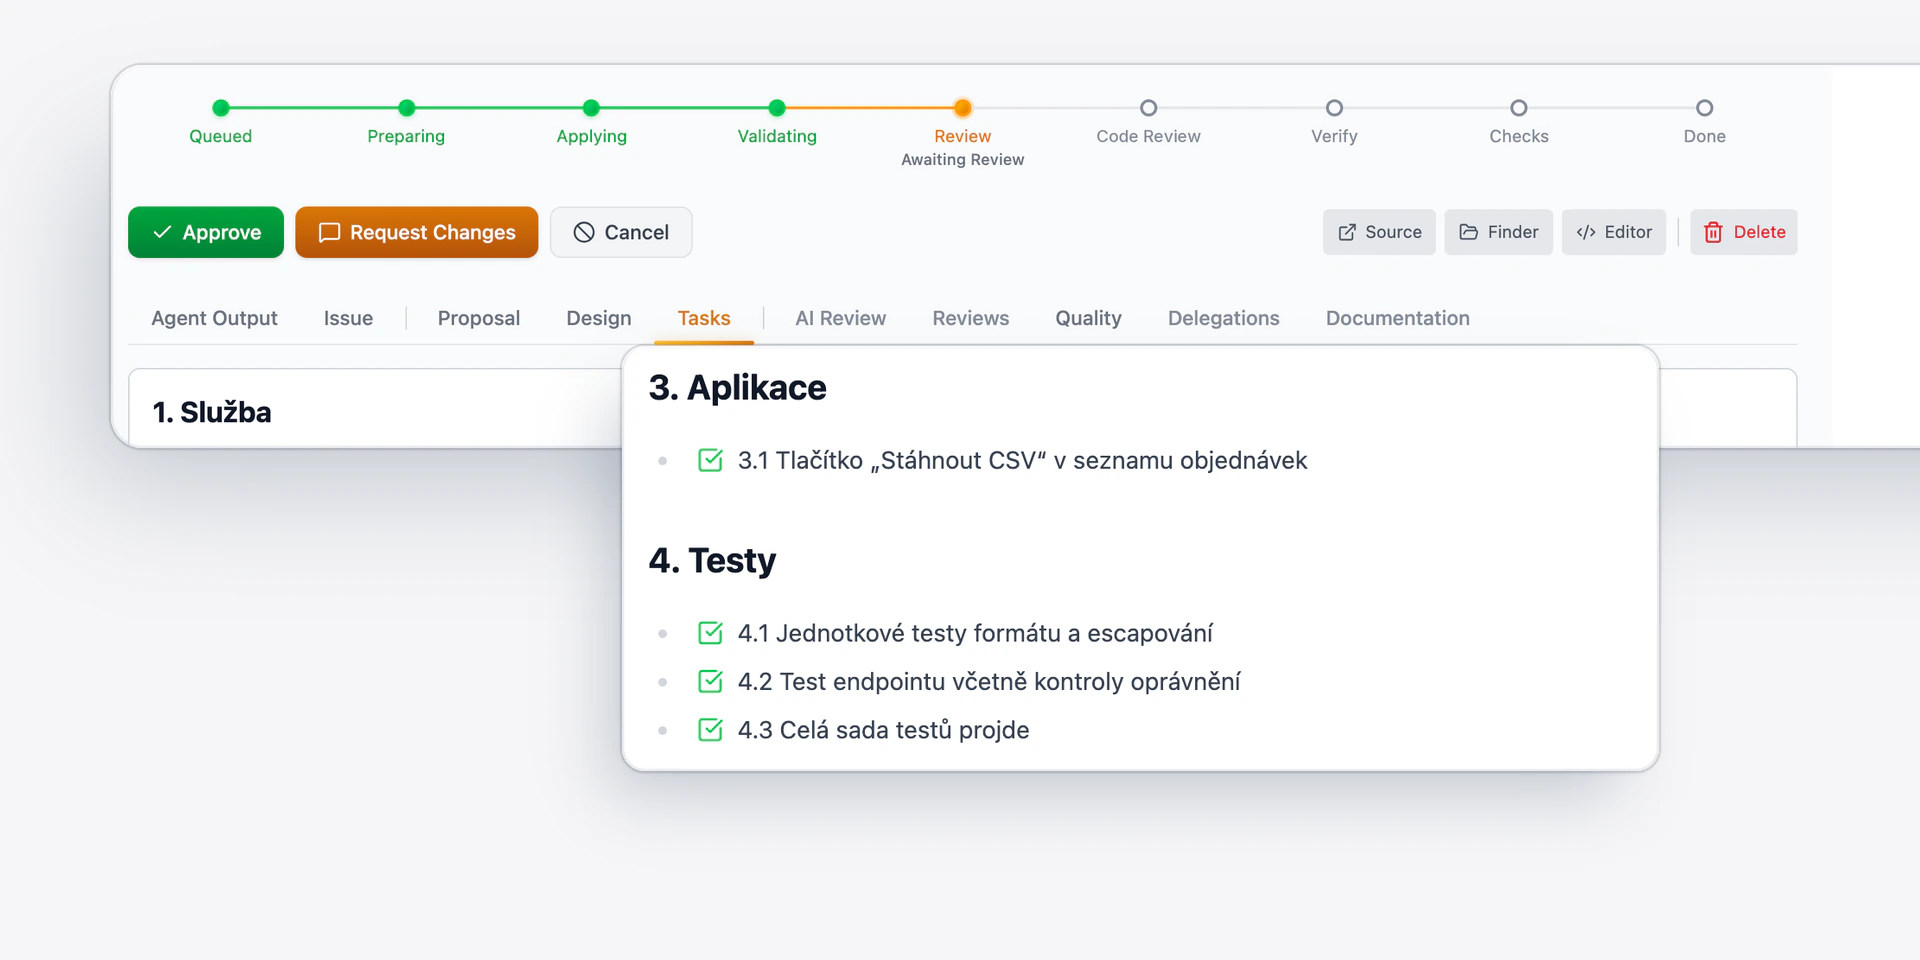 Queued
Preparing
Applying
Validating
Review
Awaiting Review
Code Review
Verify
Checks
Done
Approve
Request Changes
Cancel
Source
Finder
Editor
Delete
Agent Output
Issue
Proposal
Design
Tasks
AI Review
Reviews
Quality
Delegations
Documentation
1. Služba
3. Aplikace
3.1 Tlačítko „Stáhnout CSV“ v seznamu objednávek
4. Testy
4.1 Jednotkové testy formátu a escapování
4.2 Test endpointu včetně kontroly oprávnění
4.3 Celá sada testů projde